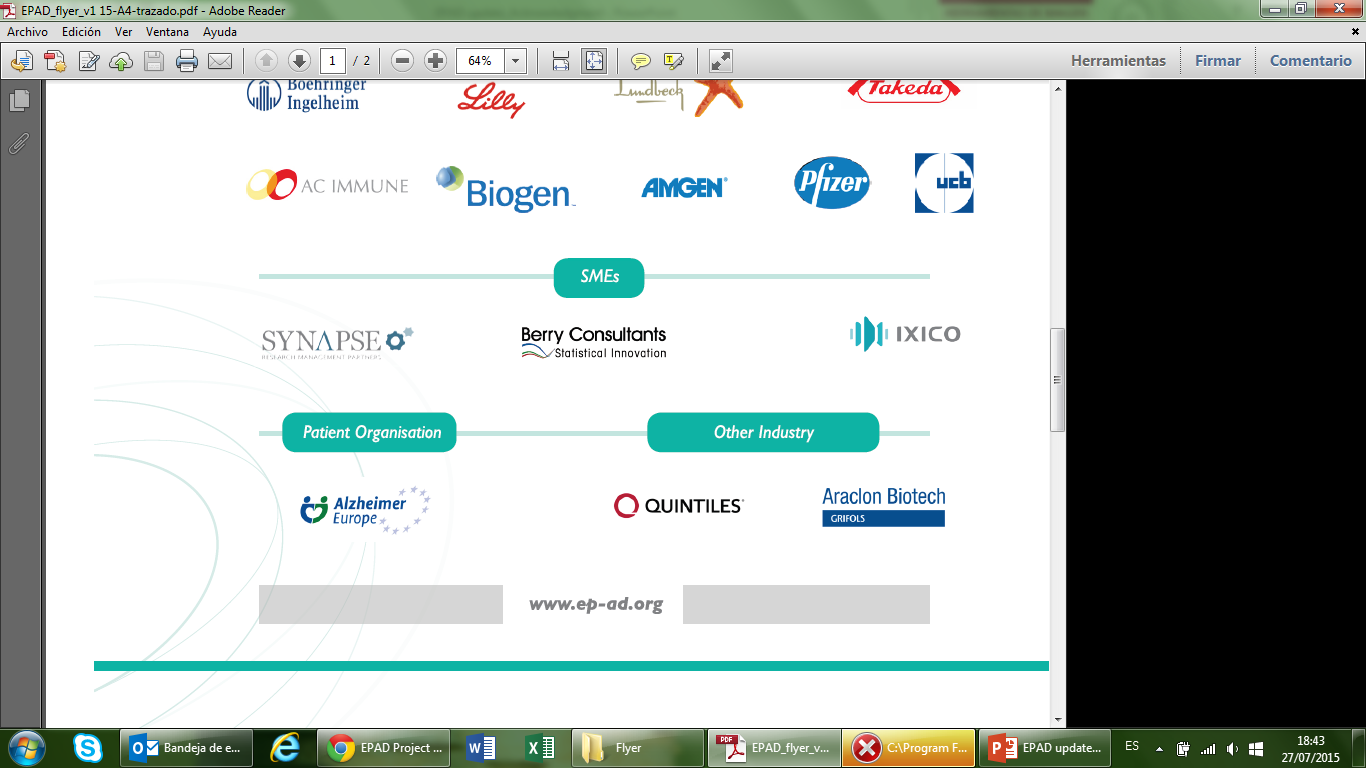 EPAD_flyer_v1 15-A4-trazado.pdf - Adobe Reader
Archivo Edición Ver Ventana Ayuda
1 / 2 64% Herramientas Firmar Comentario
Boehringer
Ingelheim
Lilly
Lundbeck
Takeda
AC IMMUNE
Biogen
AMGEN®
Pfizer
ucb
SMEs
SYNAPSE
RESEARCH MANAGEMENT PARTNERS
Berry Consultants
Statistical Innovation
IXICO
Patient Organisation
Other Industry
Alzheimer
Europe
QUINTILES®
Araclon Biotech
GRIFOLS
www.ep-ad.org
Bandeja de e...
EPAD Project ...
Flyer
PDF
EPAD_flyer_v...
C:\Program F...
EPAD update...
ES
18:43
27/07/2015